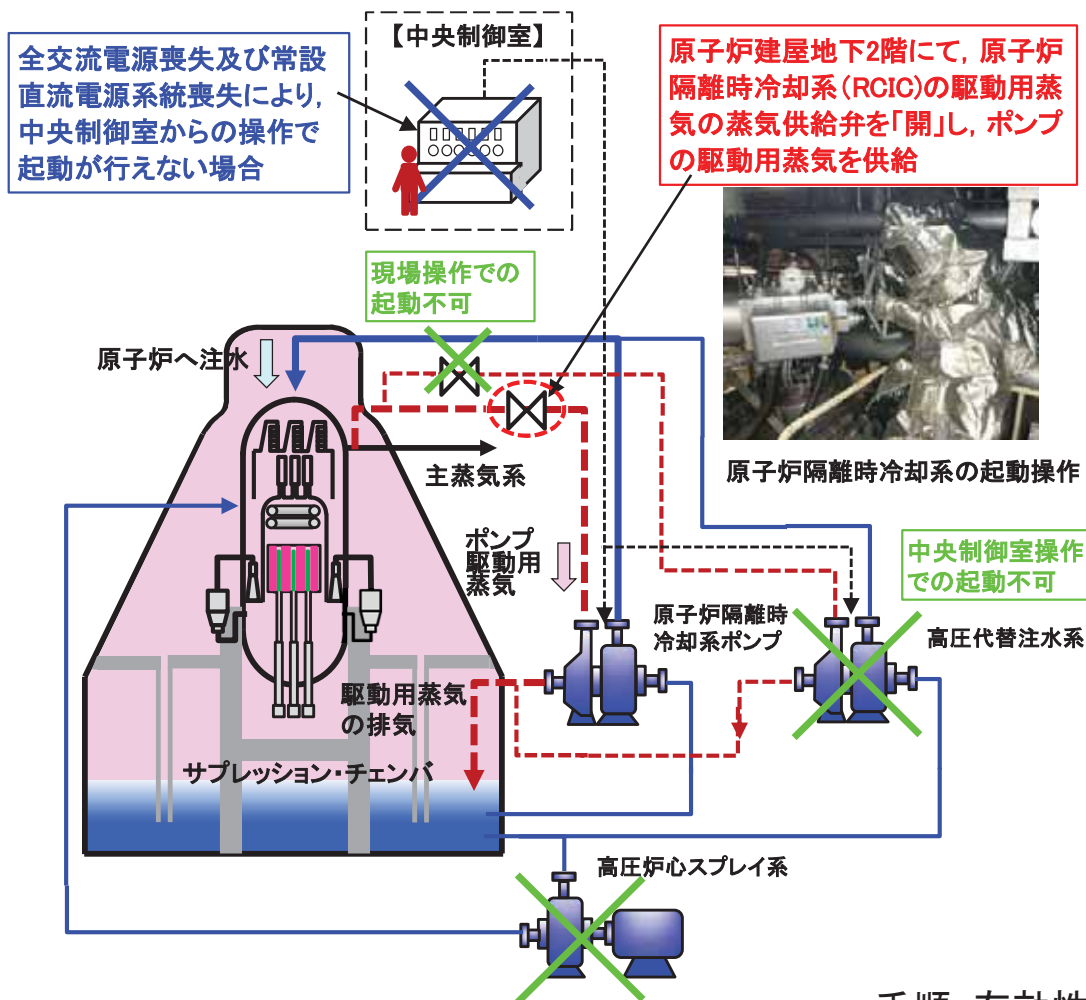 【中央制御室】
全交流電源喪失及び常設
直流電源系統喪失により,
中央制御室からの操作で
起動が行えない場合
原子炉建屋地下2階にて, 原子炉
隔離時冷却系(RCIC)の駆動用蒸
気の蒸気供給弁を「開」し, ポンプ
の駆動用蒸気を供給
現場操作での
起動不可
原子炉へ注水
主蒸気系
原子炉隔離時冷却系の起動操作
ポンプ
駆動用
蒸気
中央制御室操作
での起動不可
原子炉隔離時
冷却系ポンプ
高圧代替注水系
駆動用蒸気
の排気
サプレッション・チェンバ
高圧炉心スプレイ系